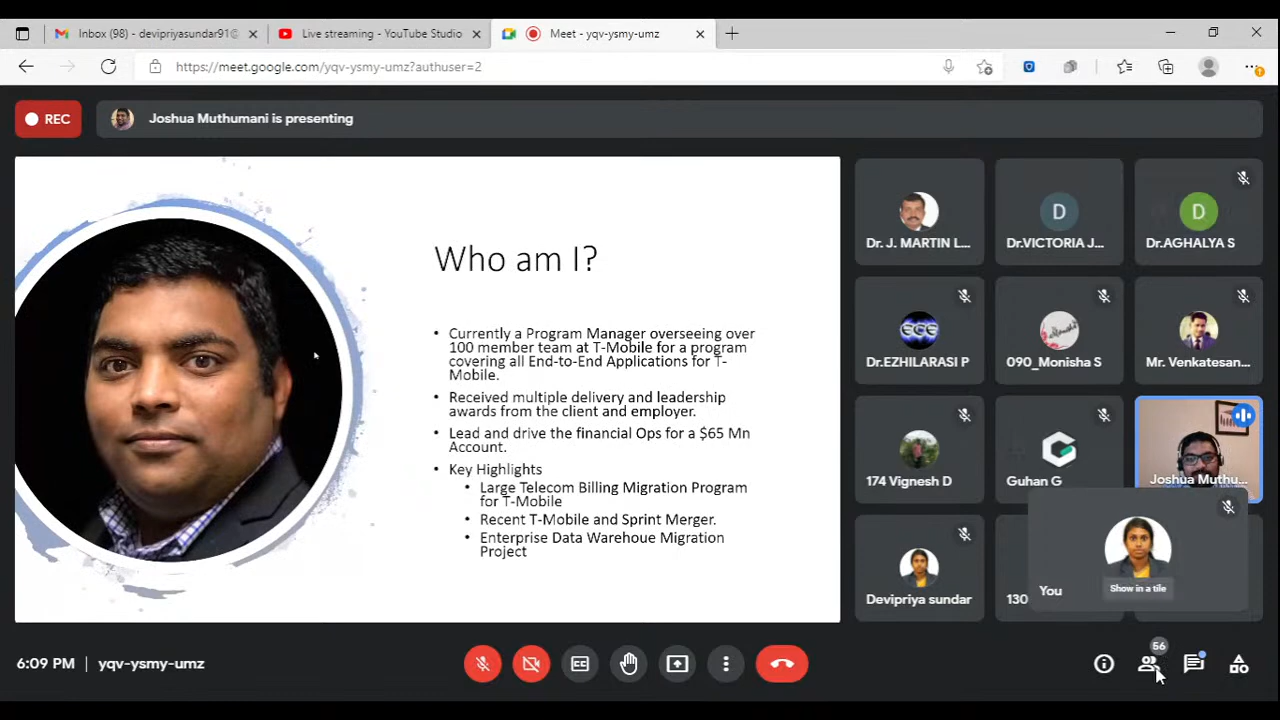 Inbox (98) - devipriyasundar91@
Live streaming - YouTube Studio
Meet - yqv-ysmy-umz
https://meet.google.com/yqv-ysmy-umz?authuser=2
REC
Joshua Muthumani is presenting
Who am I?
• Currently a Program Manager overseeing over
100 member team at T-Mobile for a program
covering all End-to-End Applications for T-
Mobile.
• Received multiple delivery and leadership
awards from the client and employer.
• Lead and drive the financial Ops for a $65 Mn
Account.
• Key Highlights
• Large Telecom Billing Migration Program
for T-Mobile
• Recent T-Mobile and Sprint Merger.
• Enterprise Data Warehoue Migration
Project
Dr. J. MARTIN L...
D
Dr.VICTORIA J...
D
Dr.AGHALYA S
ECE
Dr.EZHILARASI P
090_Monisha S
Mr. Venkatesan...
174 Vignesh D
Guhan G
Joshua Muthu...
Devipriya sundar
130
You
Show in a tile
6:09 PM | yqv-ysmy-umz
CC
56